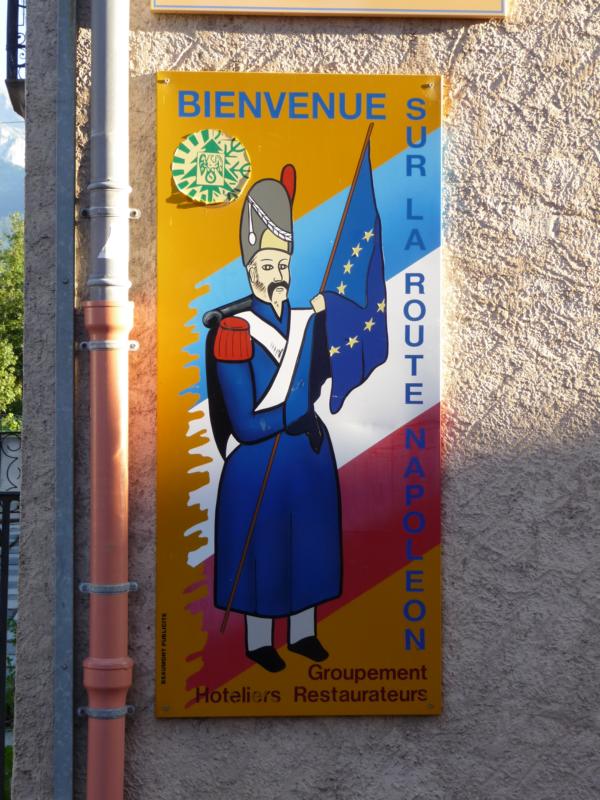 BIENVENUE
SUR LA ROUTE NAPOLEON
Groupement
Hoteliers Restaurateurs
BEAUMONT PUBLICITE